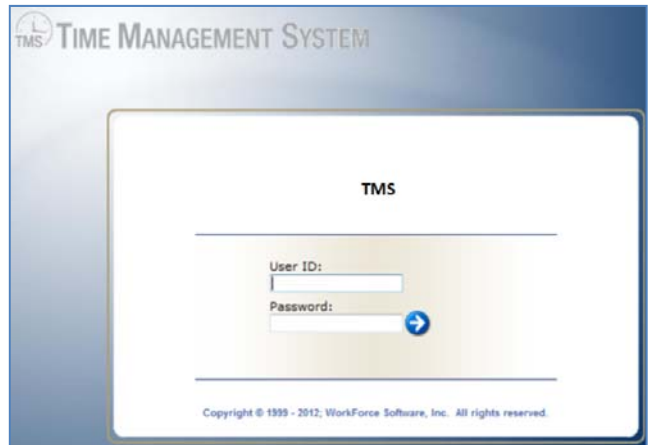 TMS TIME MANAGEMENT SYSTEM
TMS
User ID:
Password:
Copyright © 1999 - 2012; WorkForce Software, Inc. All rights reserved.